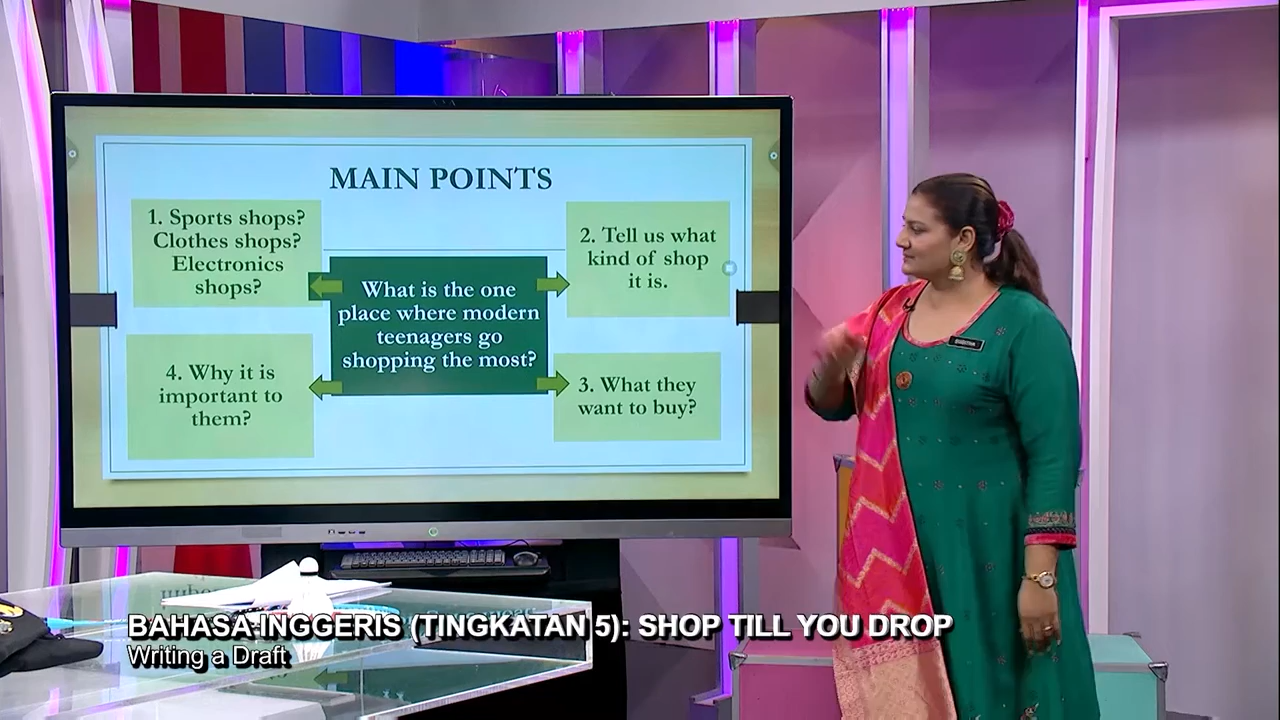 MAIN POINTS
1. Sports shops?
Clothes shops?
Electronics
shops?
2. Tell us what
kind of shop
it is.
What is the one
place where modern
teenagers go
shopping the most?
4. Why it is
important to
them?
3. What they
want to buy?
BAHASA INGGERIS (TINGKATAN 5): SHOP TILL YOU DROP
Writing a Draft